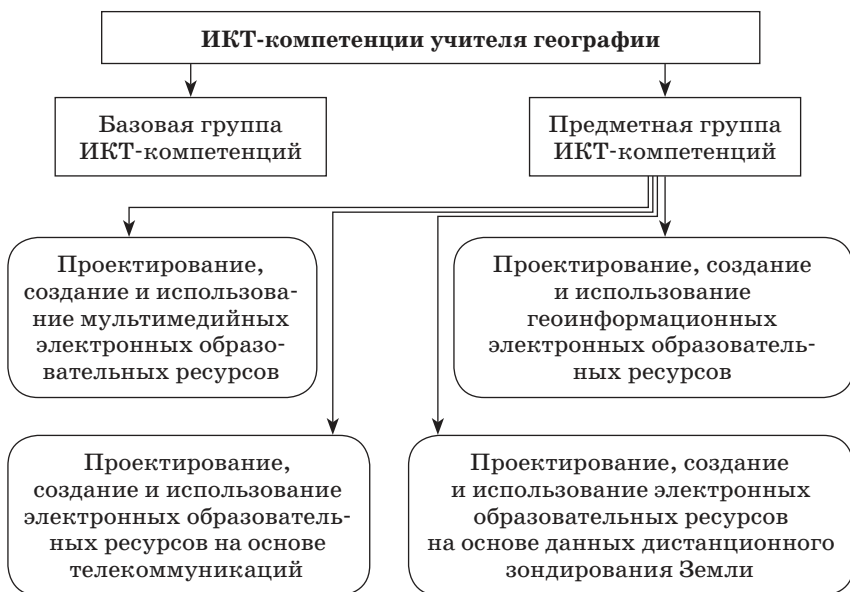 ИКТ-компетенции учителя географии
Базовая группа
ИКТ-компетенций
Предметная группа
ИКТ-компетенций
Проектирование,
создание и использова-
ние мультимедийных
электронных образо-
вательных ресурсов
Проектирование, создание
и использование
геоинформационных
электронных образователь-
ных ресурсов
Проектирование,
создание и использование
электронных образователь-
ных ресурсов на основе
телекоммуникаций
Проектирование, создание
и использование электронных
образовательных ресурсов
на основе данных дистанционного
зондирования Земли